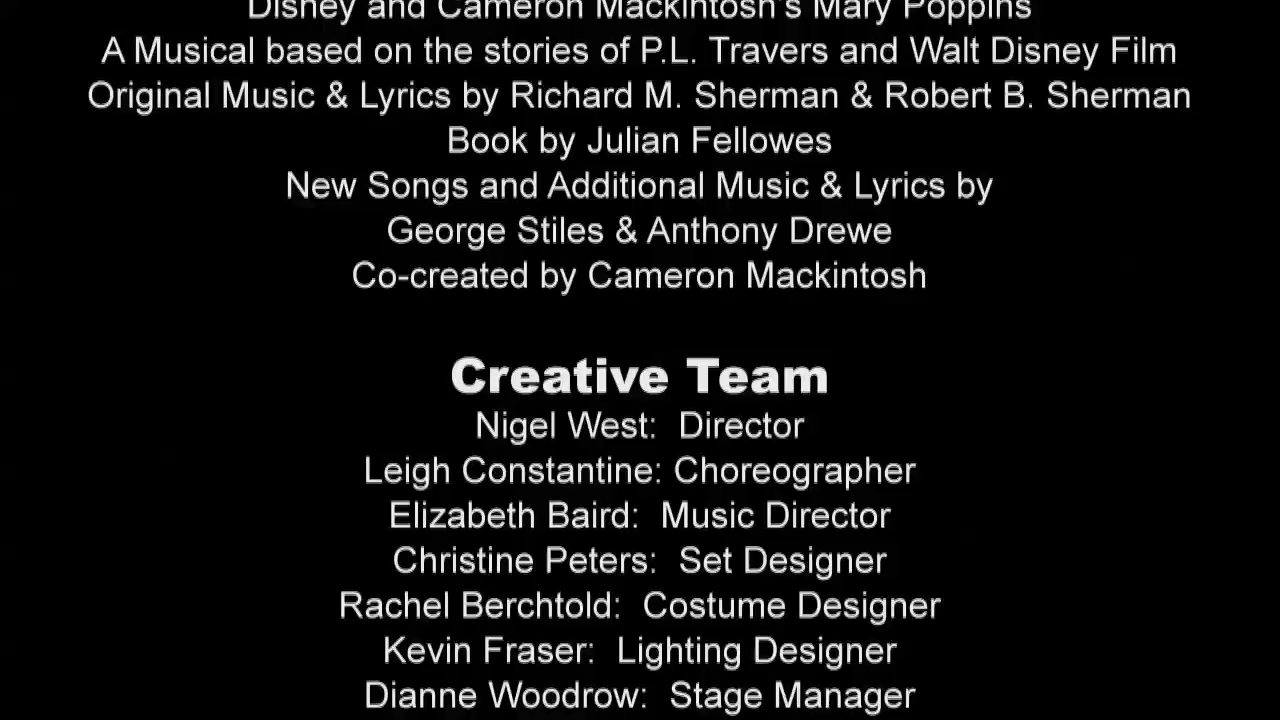 Disney and Cameron Mackintosh's Mary Poppins
A Musical based on the stories of P.L. Travers and Walt Disney Film
Original Music & Lyrics by Richard M. Sherman & Robert B. Sherman
Book by Julian Fellowes
New Songs and Additional Music & Lyrics by
George Stiles & Anthony Drewe
Co-created by Cameron Mackintosh
Creative Team
Nigel West: Director
Leigh Constantine: Choreographer
Elizabeth Baird: Music Director
Christine Peters: Set Designer
Rachel Berchtold: Costume Designer
Kevin Fraser: Lighting Designer
Dianne Woodrow: Stage Manager